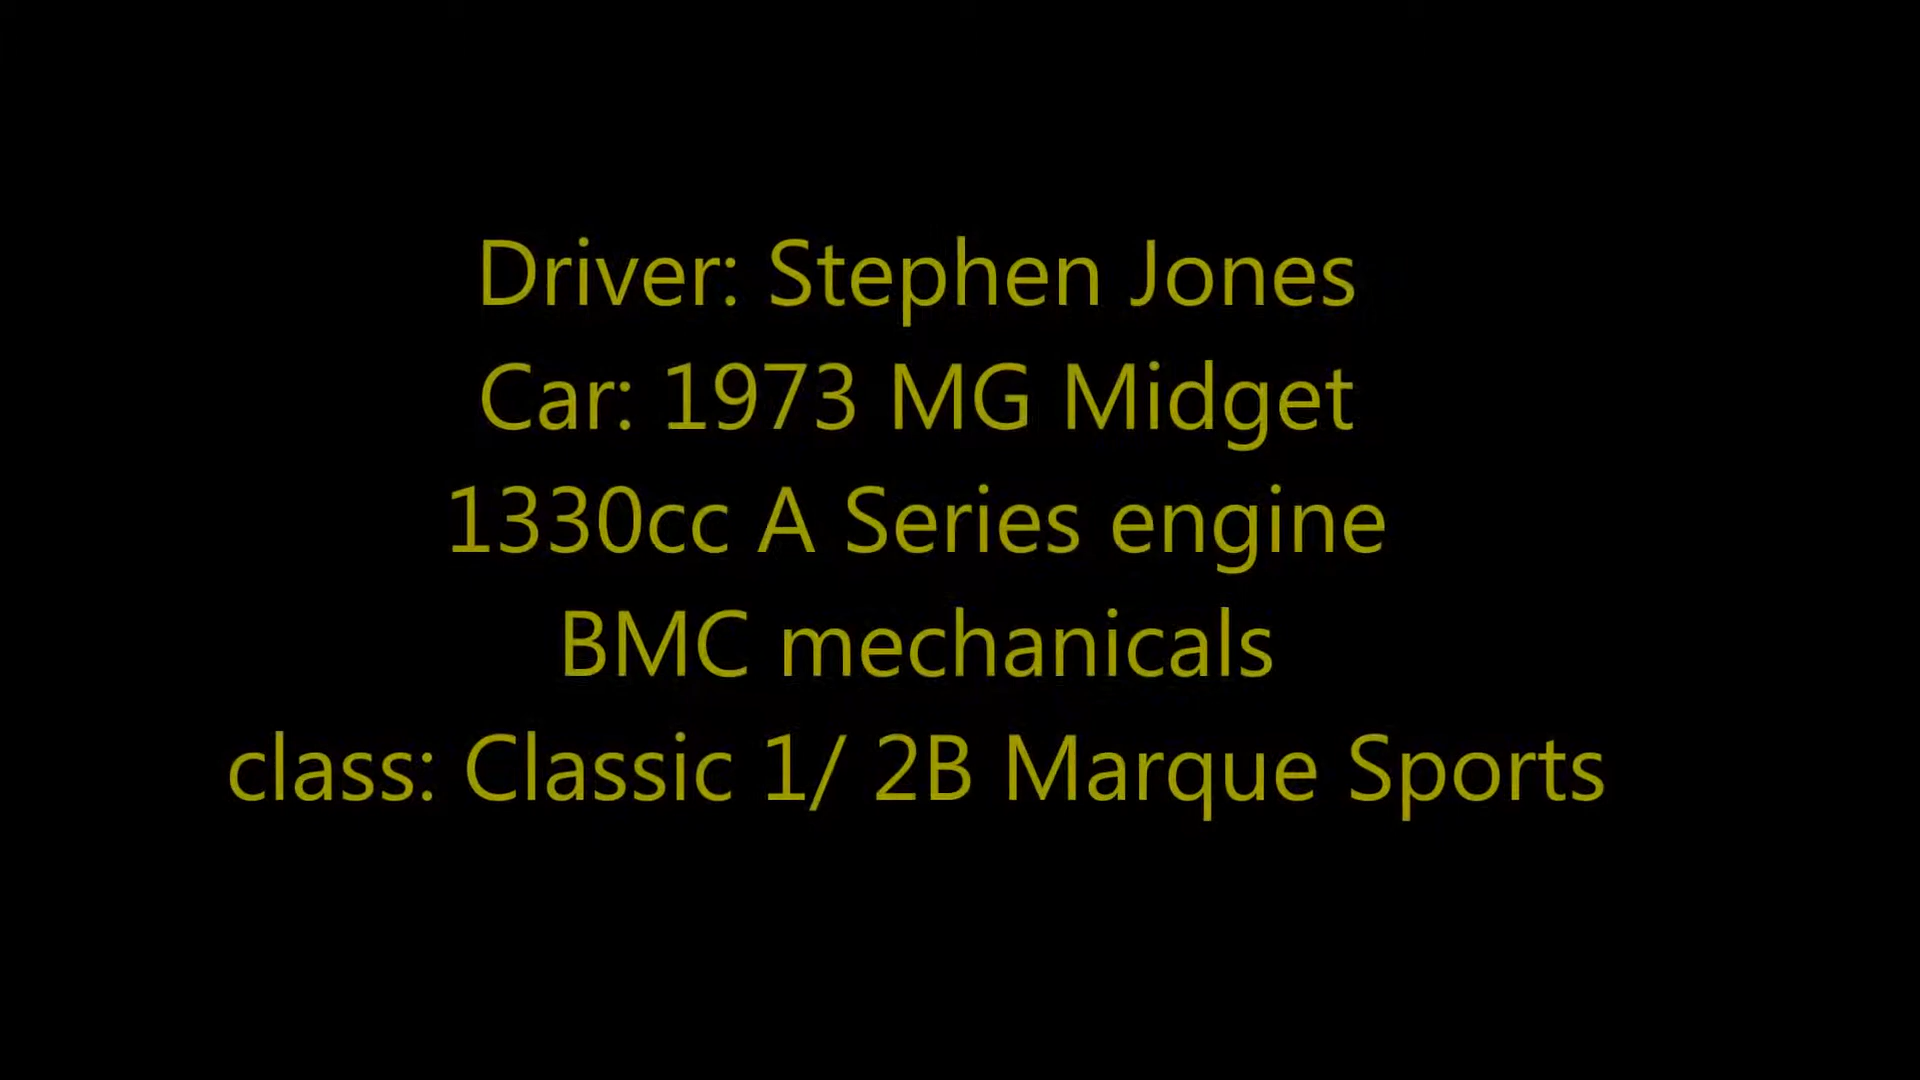 Driver: Stephen Jones
Car: 1973 MG Midget
1330cc A Series engine
BMC mechanicals
class: Classic 1/ 2B Marque Sports